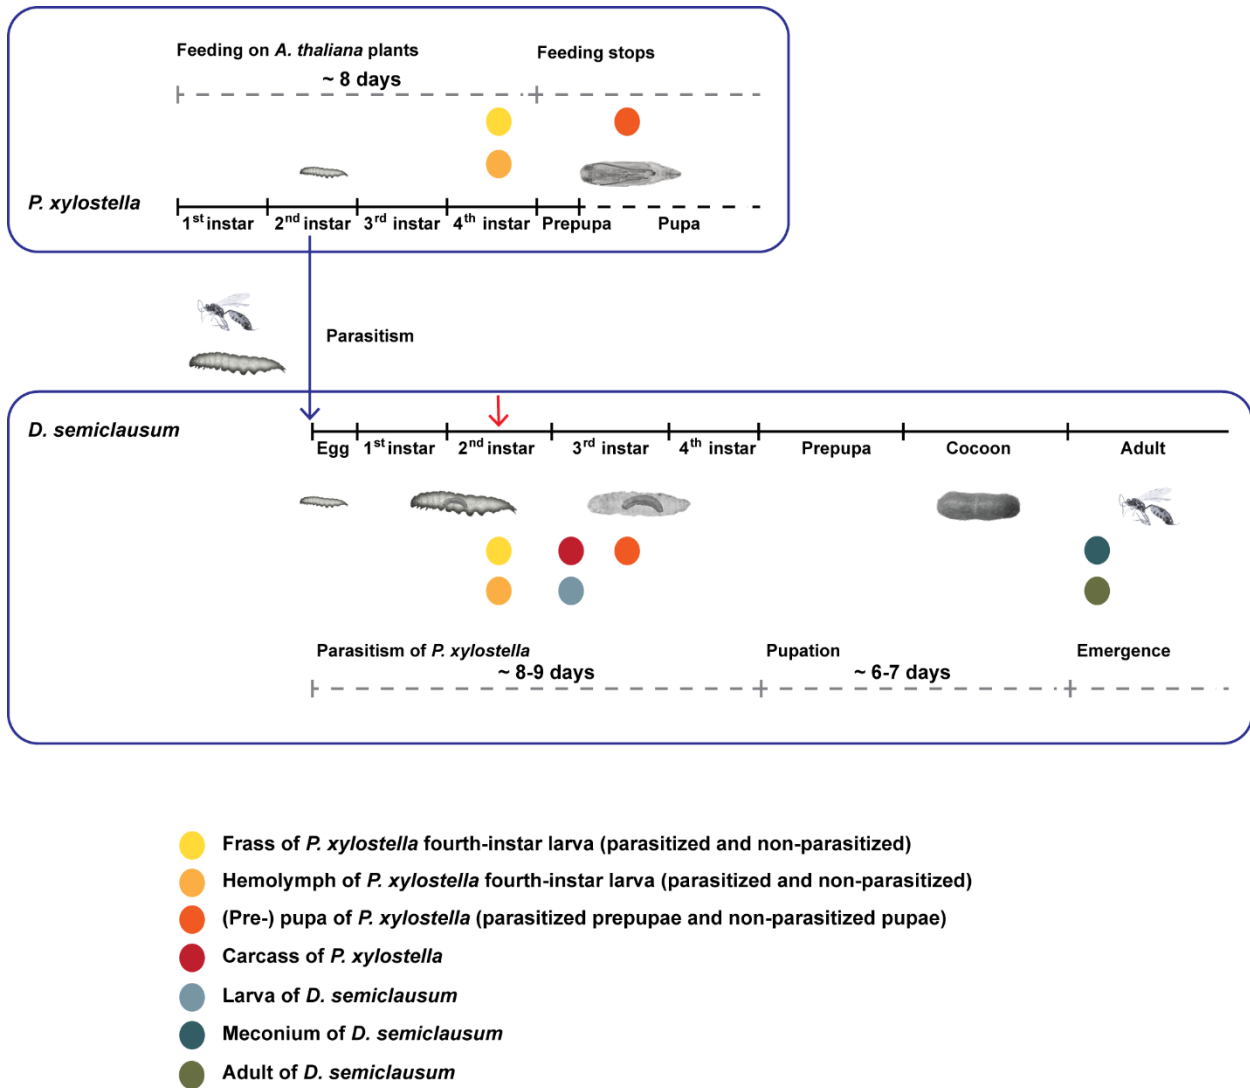 Feeding on A. thaliana plants
Feeding stops
~ 8 days
P. xylostella
1st instar
2nd instar
3rd instar
4th instar
Prepupa
Pupa
Parasitism
D. semiclausum
Egg
1st instar
2nd instar
3rd instar
4th instar
Prepupa
Cocoon
Adult
Parasitism of P. xylostella
~ 8-9 days
Pupation
~ 6-7 days
Emergence
Frass of P. xylostella fourth-instar larva (parasitized and non-parasitized)
Hemolymph of P. xylostella fourth-instar larva (parasitized and non-parasitized)
(Pre-) pupa of P. xylostella (parasitized prepupae and non-parasitized pupae)
Carcass of P. xylostella
Larva of D. semiclausum
Meconium of D. semiclausum
Adult of D. semiclausum